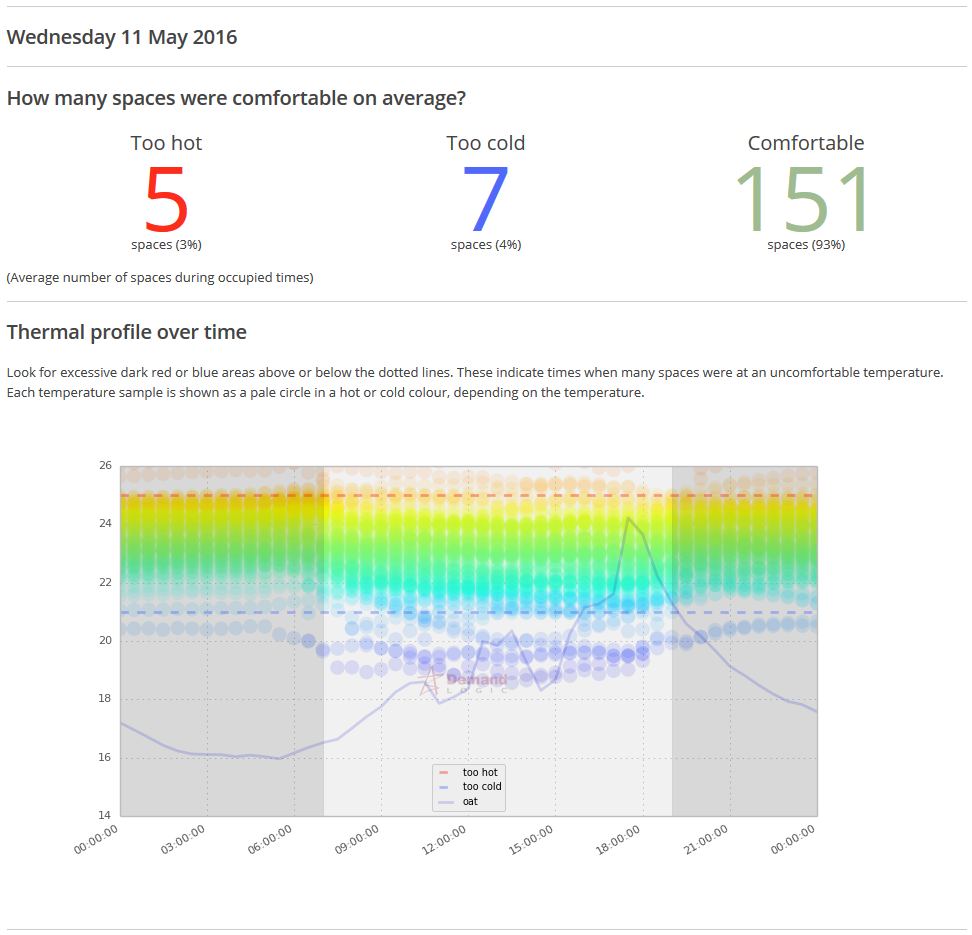 Wednesday 11 May 2016
How many spaces were comfortable on average?
Too hot
Too cold
Comfortable
5
7
151
spaces (3%)
spaces (4%)
spaces (93%)
(Average number of spaces during occupied times)
Thermal profile over time
Look for excessive dark red or blue areas above or below the dotted lines. These indicate times when many spaces were at an uncomfortable temperature.
Each temperature sample is shown as a pale circle in a hot or cold colour, depending on the temperature.
26
24
22
20
18
16
14
Demand
LOGIC
too hot
too cold
oat
00:00:00
03:00:00
06:00:00
09:00:00
12:00:00
15:00:00
18:00:00
21:00:00
00:00:00